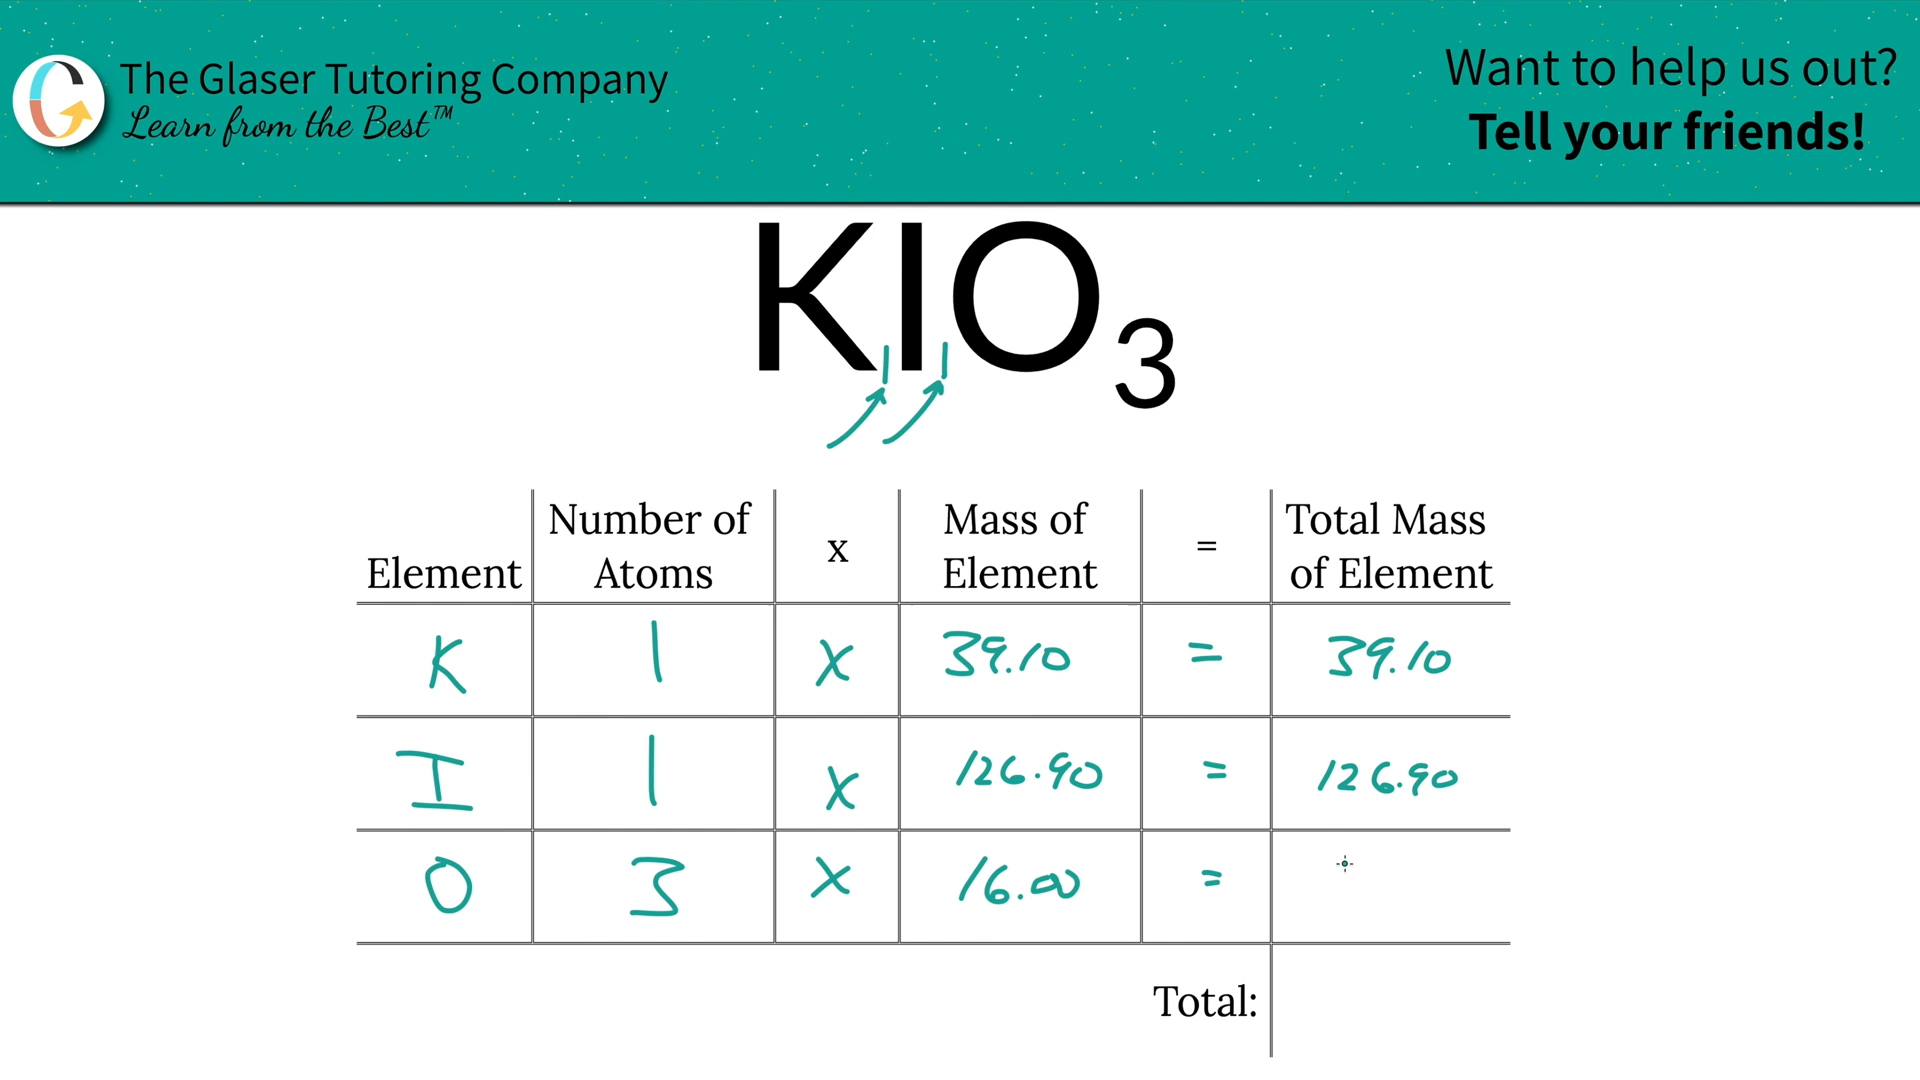 The Glaser Tutoring Company
Learn from the Best™
Want to help us out?
Tell your friends!
KIO₃
1 1
Element | Number of Atoms | x | Mass of Element | = | Total Mass of Element
K | 1 | x | 39.10 | = | 39.10
I | 1 | x | 126.90 | = | 126.90
O | 3 | x | 16.00 | =
Total: